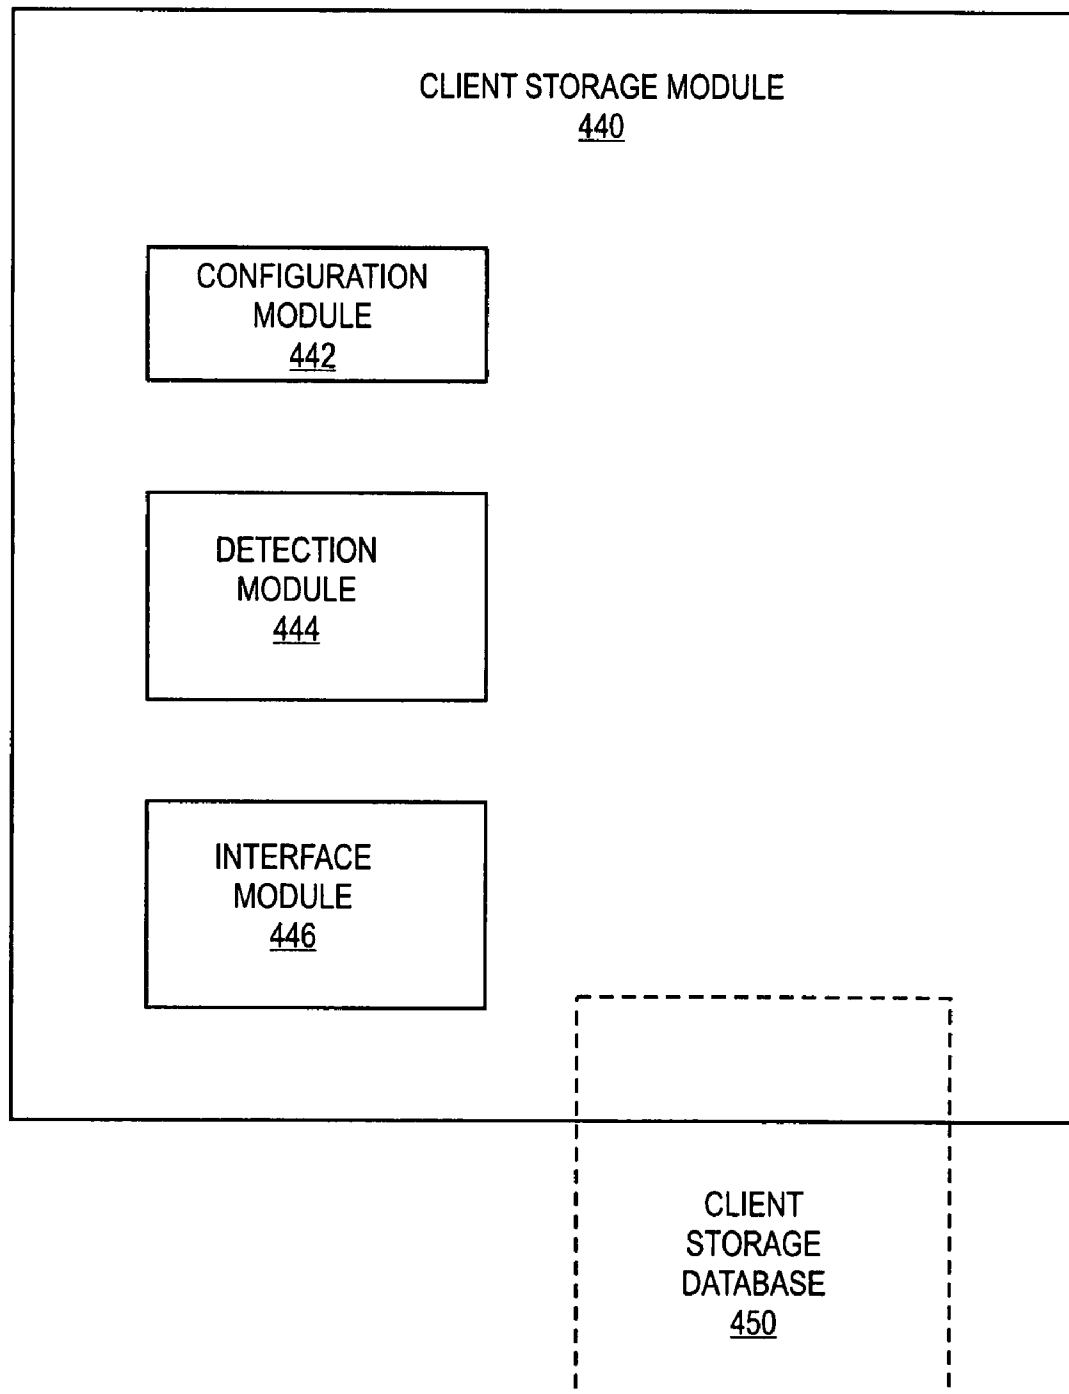 CLIENT STORAGE MODULE
440
CONFIGURATION
MODULE
442
DETECTION
MODULE
444
INTERFACE
MODULE
446
CLIENT
STORAGE
DATABASE
450